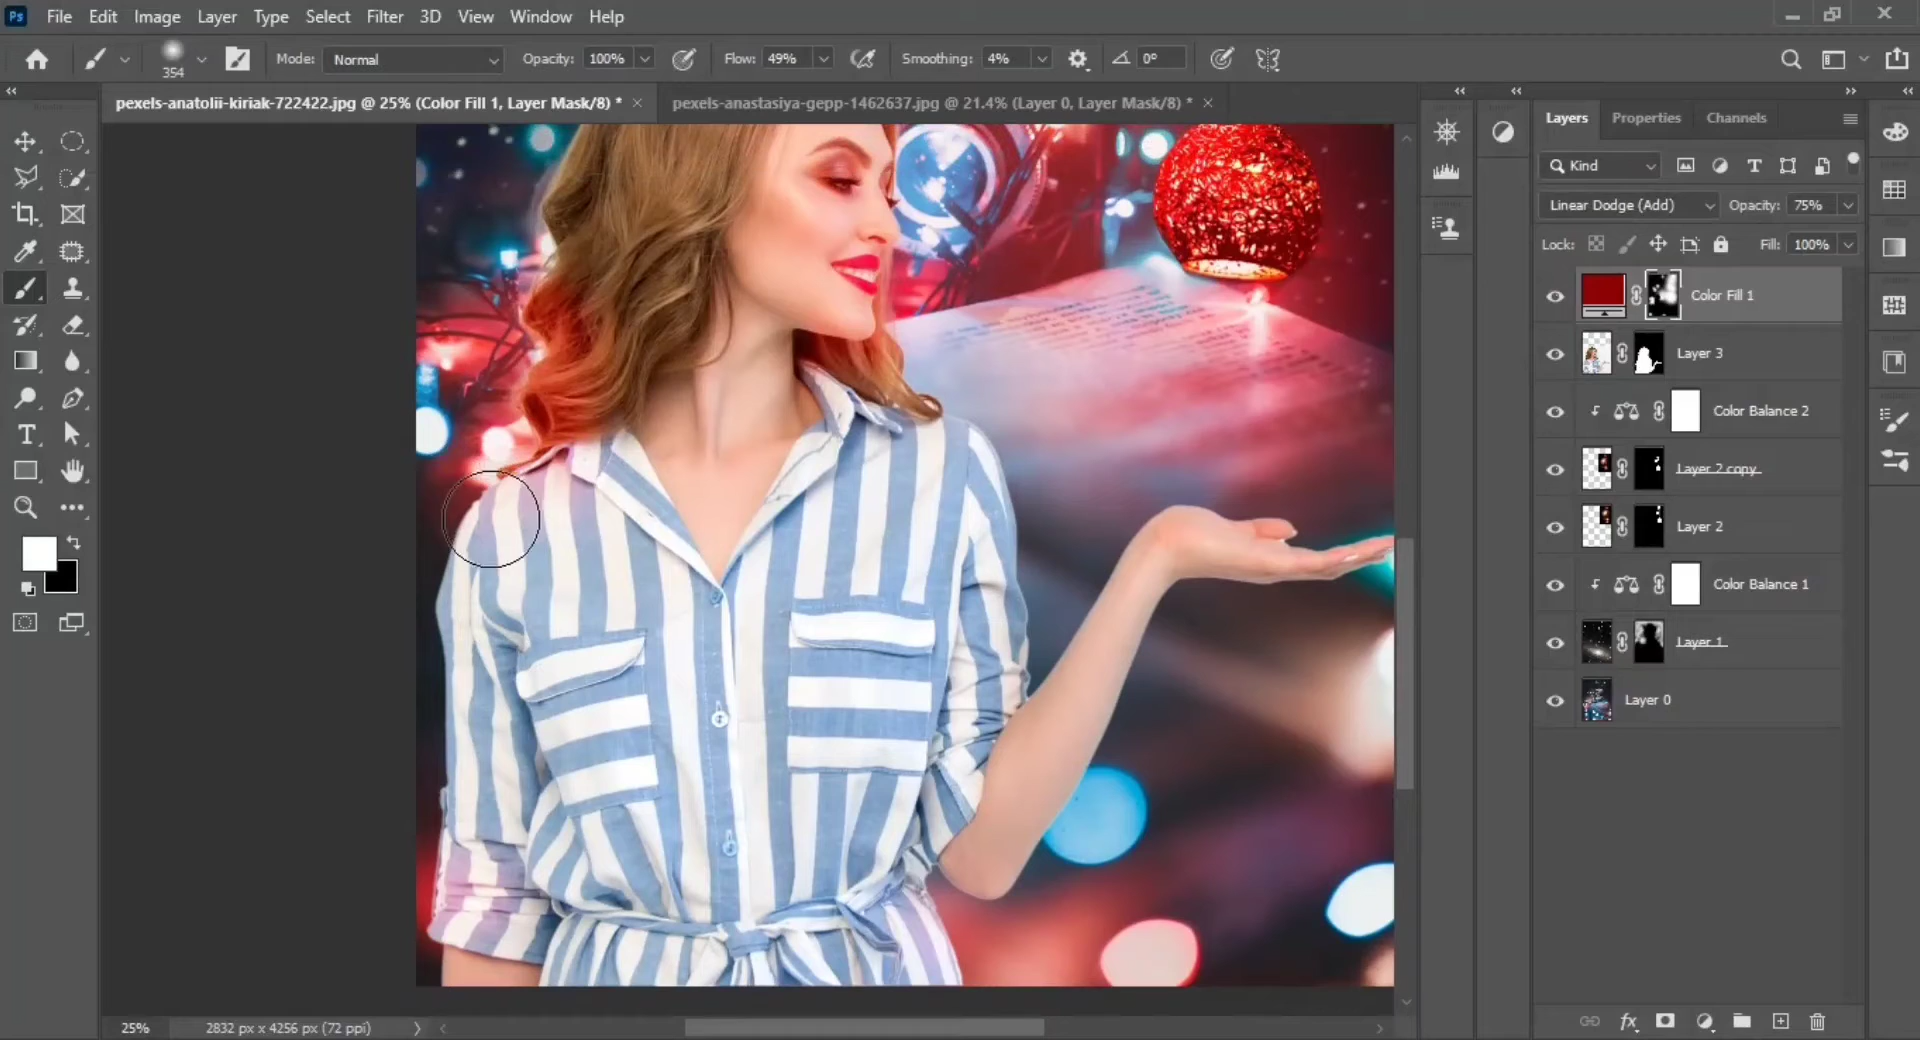 Ps File Edit Image Layer Type Select Filter 3D View Window Help
354 Mode: Normal Opacity: 100% Flow: 49% Smoothing: 4% 0°
pexels-anatolii-kiriak-722422.jpg @ 25% (Color Fill 1, Layer Mask/8) * pexels-anastasiya-gepp-1462637.jpg @ 21.4% (Layer 0, Layer Mask/8) *
Layers Properties Channels
Kind
Linear Dodge (Add) Opacity: 75%
Lock: Fill: 100%
Color Fill 1
Layer 3
Color Balance 2
Layer 2 copy
Layer 2
Color Balance 1
Layer 1
Layer 0
25% 2832 px x 4256 px (72 ppi)
fx